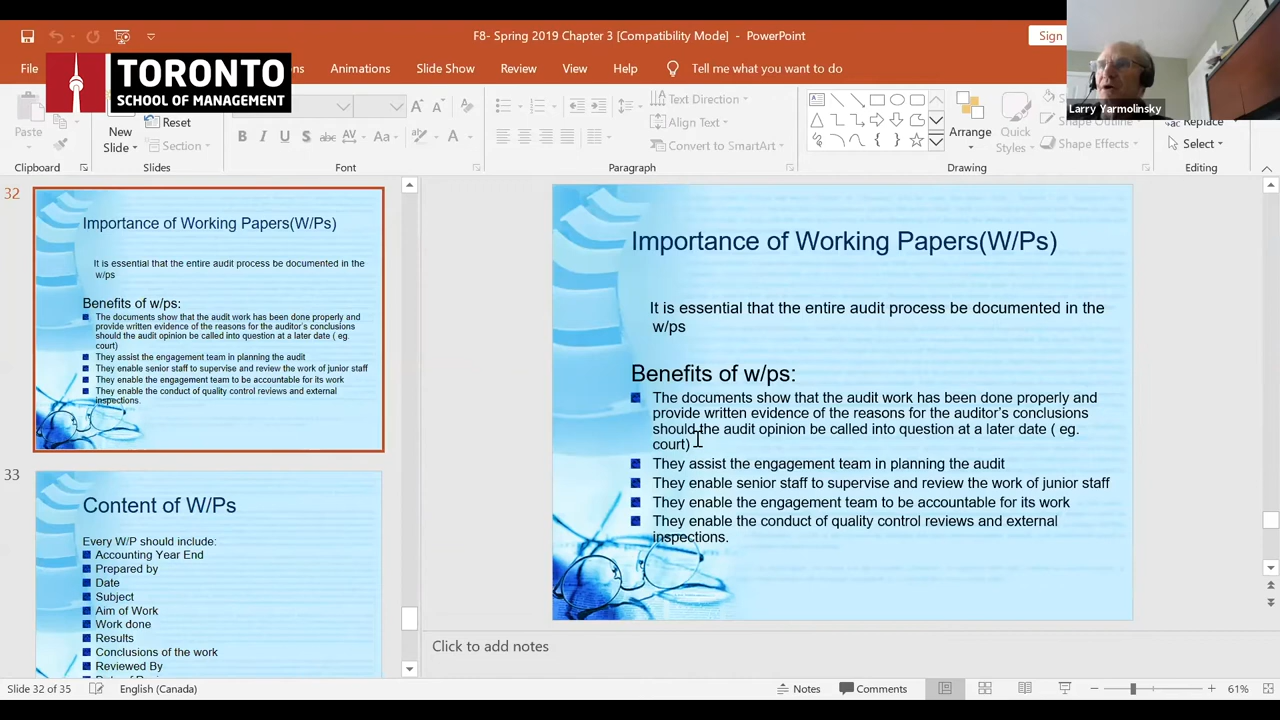 F8- Spring 2019 Chapter 3 [Compatibility Mode] - PowerPoint
Sign
TORONTO
SCHOOL OF MANAGEMENT
File
Animations
Slide Show
Review
View
Help
Tell me what you want to do
Paste
New
Slide
Reset
Section
Text Direction
Align Text
Convert to SmartArt
Arrange
Quick
Styles
Shape Outline
Shape Effects
Replace
Select
Clipboard
Slides
Font
Paragraph
Drawing
Editing
Larry Yarmolinsky
32
Importance of Working Papers(W/Ps)
It is essential that the entire audit process be documented in the
w/ps
Benefits of w/ps:
The documents show that the audit work has been done properly and
provide written evidence of the reasons for the auditor's conclusions
should the audit opinion be called into question at a later date ( eg.
court)
They assist the engagement team in planning the audit
They enable senior staff to supervise and review the work of junior staff
They enable the engagement team to be accountable for its work
They enable the conduct of quality control reviews and external
inspections.
33
Content of W/Ps
Every W/P should include:
Accounting Year End
Prepared by
Date
Subject
Aim of Work
Work done
Results
Conclusions of the work
Reviewed By
Importance of Working Papers(W/Ps)
It is essential that the entire audit process be documented in the
w/ps
Benefits of w/ps:
The documents show that the audit work has been done properly and
provide written evidence of the reasons for the auditor's conclusions
should the audit opinion be called into question at a later date ( eg.
court)
They assist the engagement team in planning the audit
They enable senior staff to supervise and review the work of junior staff
They enable the engagement team to be accountable for its work
They enable the conduct of quality control reviews and external
inspections.
Click to add notes
Slide 32 of 35
English (Canada)
Notes
Comments
61%